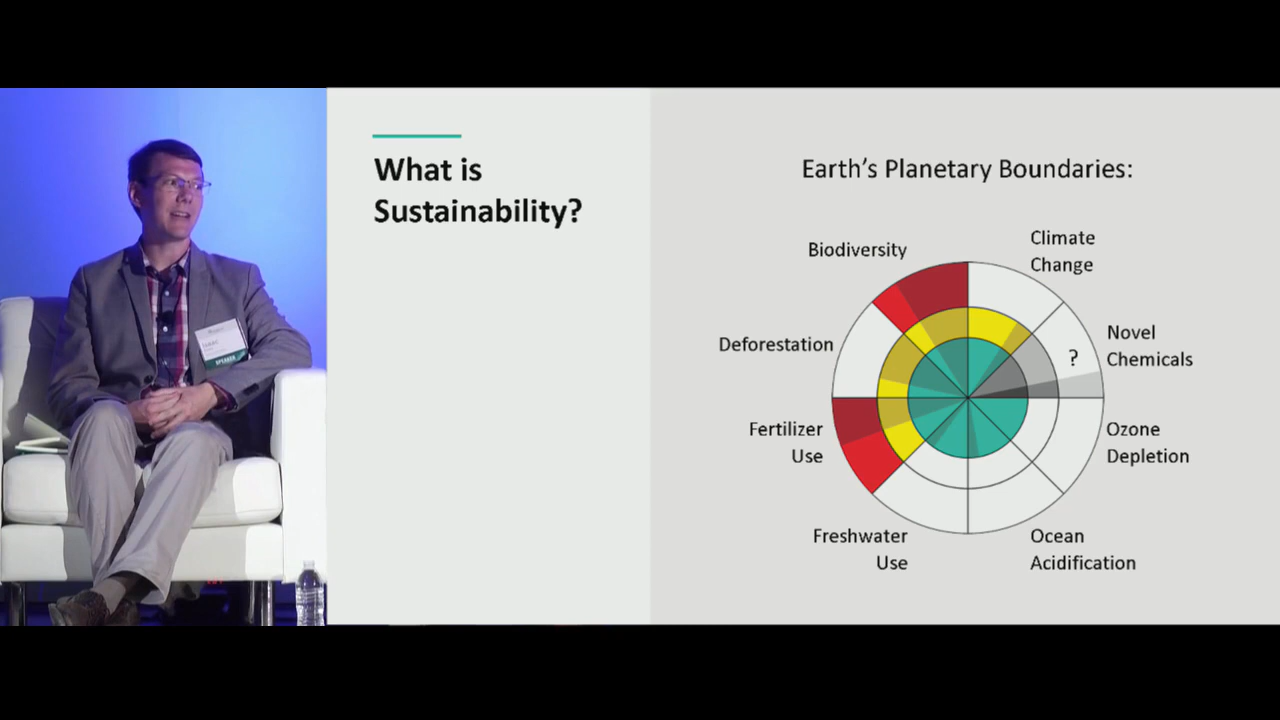 What is
Sustainability?
Earth's Planetary Boundaries:
Biodiversity
Climate
Change
Deforestation
Novel
Chemicals
?
Fertilizer
Use
Ozone
Depletion
Freshwater
Use
Ocean
Acidification
SPEAKER